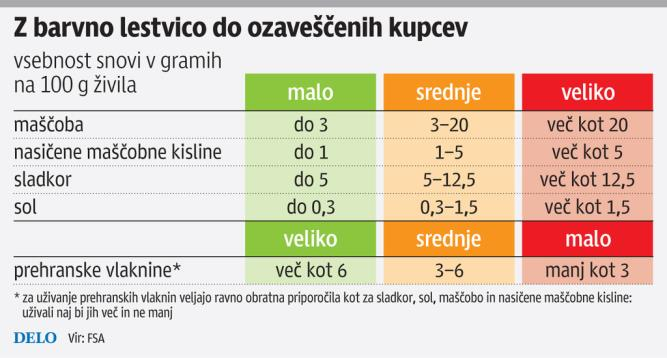 Z barvno lestvico do ozaveščenih kupcev
vsebnost snovi v gramih
na 100 g živila
malo srednje veliko
maščoba do 3 3–20 več kot 20
nasičene maščobne kisline do 1 1–5 več kot 5
sladkor do 5 5–12,5 več kot 12,5
sol do 0,3 0,3–1,5 več kot 1,5
veliko srednje malo
prehranske vlaknine* več kot 6 3–6 manj kot 3
* za uživanje prehranskih vlaknin veljajo ravno obratna priporočila kot za sladkor, sol, maščobo in nasičene maščobne kisline:
uživali naj bi jih več in ne manj
DELO Vir: FSA